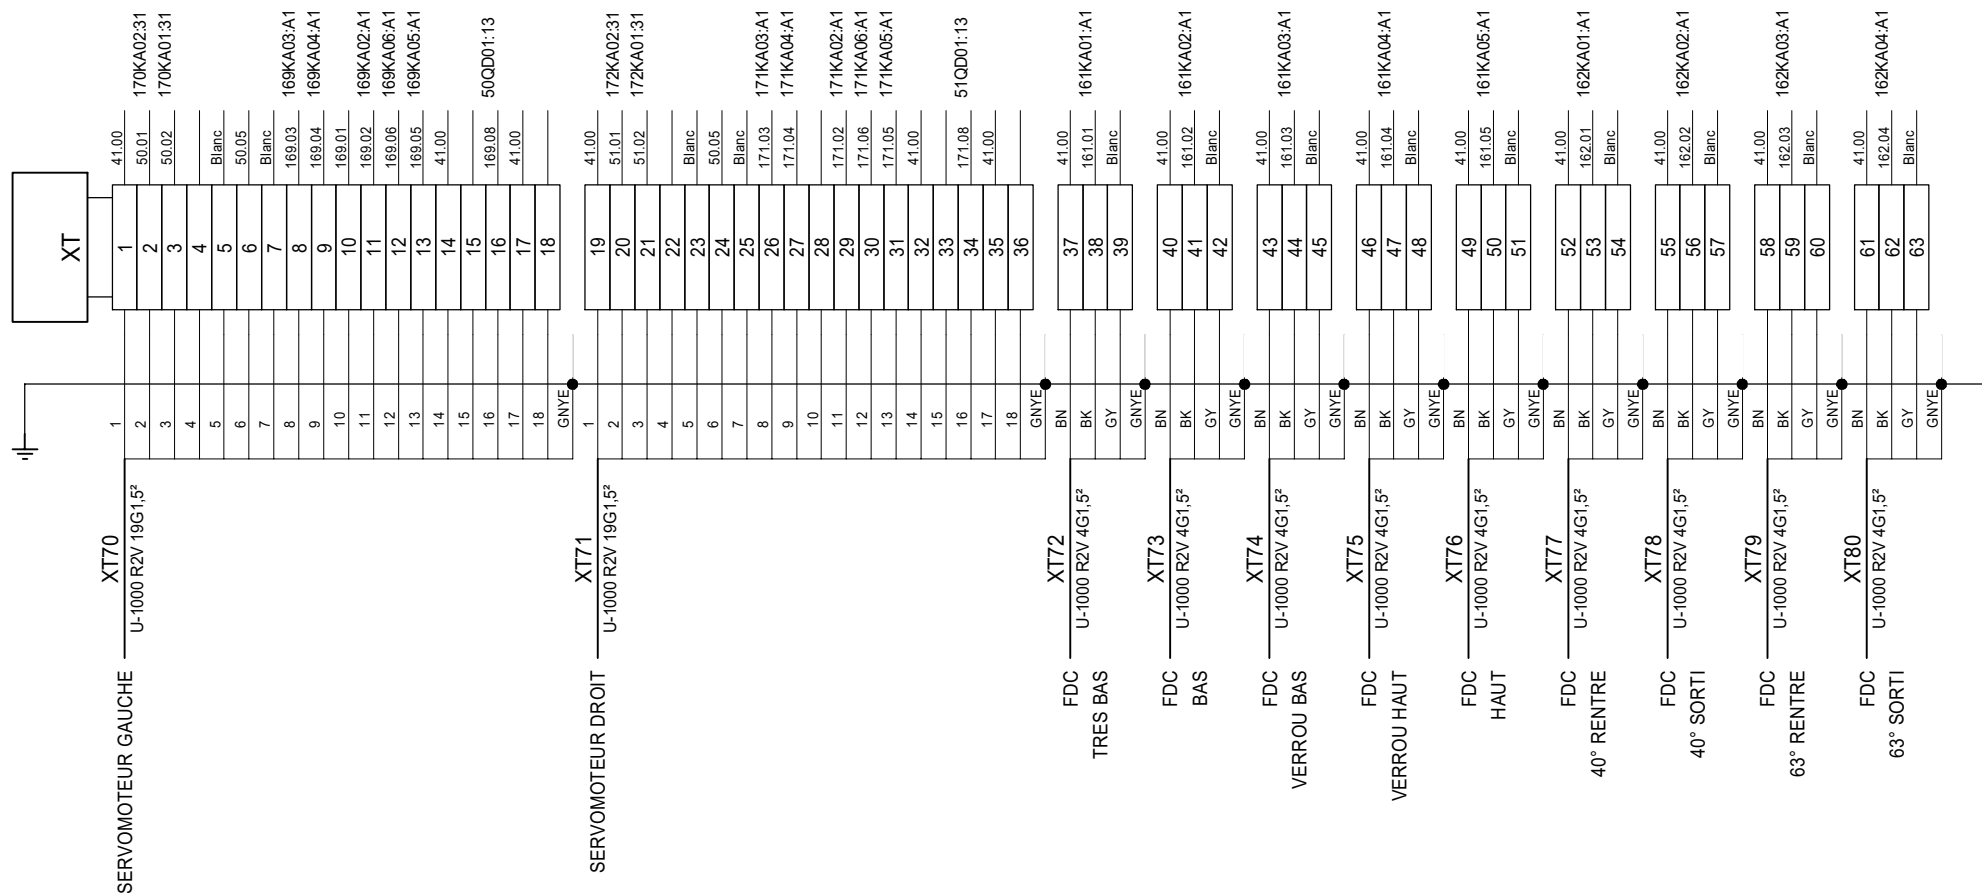 170KA02:31 170KA01:31 169KA03:A1 169KA04:A1 169KA02:A1 169KA06:A1 169KA05:A1 50QD01:13 172KA02:31 172KA01:31 171KA03:A1 171KA04:A1 171KA02:A1 171KA06:A1 171KA05:A1 51QD01:13 161KA01:A1 161KA02:A1 161KA03:A1 161KA04:A1 161KA05:A1 162KA01:A1 162KA02:A1 162KA03:A1 162KA04:A1
41.00 50.01 50.02 Blanc 50.05 Blanc 169.03 169.04 169.01 169.02 169.06 169.05 41.00 169.08 41.00 41.00 51.01 51.02 Blanc 50.05 Blanc 171.03 171.04 171.02 171.06 171.05 41.00 171.08 41.00 41.00 161.01 Blanc 41.00 161.02 Blanc 41.00 161.03 Blanc 41.00 161.04 Blanc 41.00 161.05 Blanc 41.00 162.01 Blanc 41.00 162.02 Blanc 41.00 162.03 Blanc 41.00 162.04 Blanc
XT 1 2 3 4 5 6 7 8 9 10 11 12 13 14 15 16 17 18 19 20 21 22 23 24 25 26 27 28 29 30 31 32 33 34 35 36 37 38 39 40 41 42 43 44 45 46 47 48 49 50 51 52 53 54 55 56 57 58 59 60 61 62 63
1 2 3 4 5 6 7 8 9 10 11 12 13 14 15 16 17 18 GNYE 1 2 3 4 5 6 7 8 9 10 11 12 13 14 15 16 17 18 GNYE BN BK GY GNYE BN BK GY GNYE BN BK GY GNYE BN BK GY GNYE BN BK GY GNYE BN BK GY GNYE BN BK GY GNYE BN BK GY GNYE BN BK GY GNYE
XT70
U-1000 R2V 19G1,5²
SERVOMOTEUR GAUCHE
XT71
U-1000 R2V 19G1,5²
SERVOMOTEUR DROIT
XT72
U-1000 R2V 4G1,5²
FDC
TRES BAS
XT73
U-1000 R2V 4G1,5²
FDC
BAS
XT74
U-1000 R2V 4G1,5²
FDC
VERROU BAS
XT75
U-1000 R2V 4G1,5²
FDC
VERROU HAUT
XT76
U-1000 R2V 4G1,5²
FDC
HAUT
XT77
U-1000 R2V 4G1,5²
FDC
40° RENTRE
XT78
U-1000 R2V 4G1,5²
FDC
40° SORTI
XT79
U-1000 R2V 4G1,5²
FDC
63° RENTRE
XT80
U-1000 R2V 4G1,5²
FDC
63° SORTI